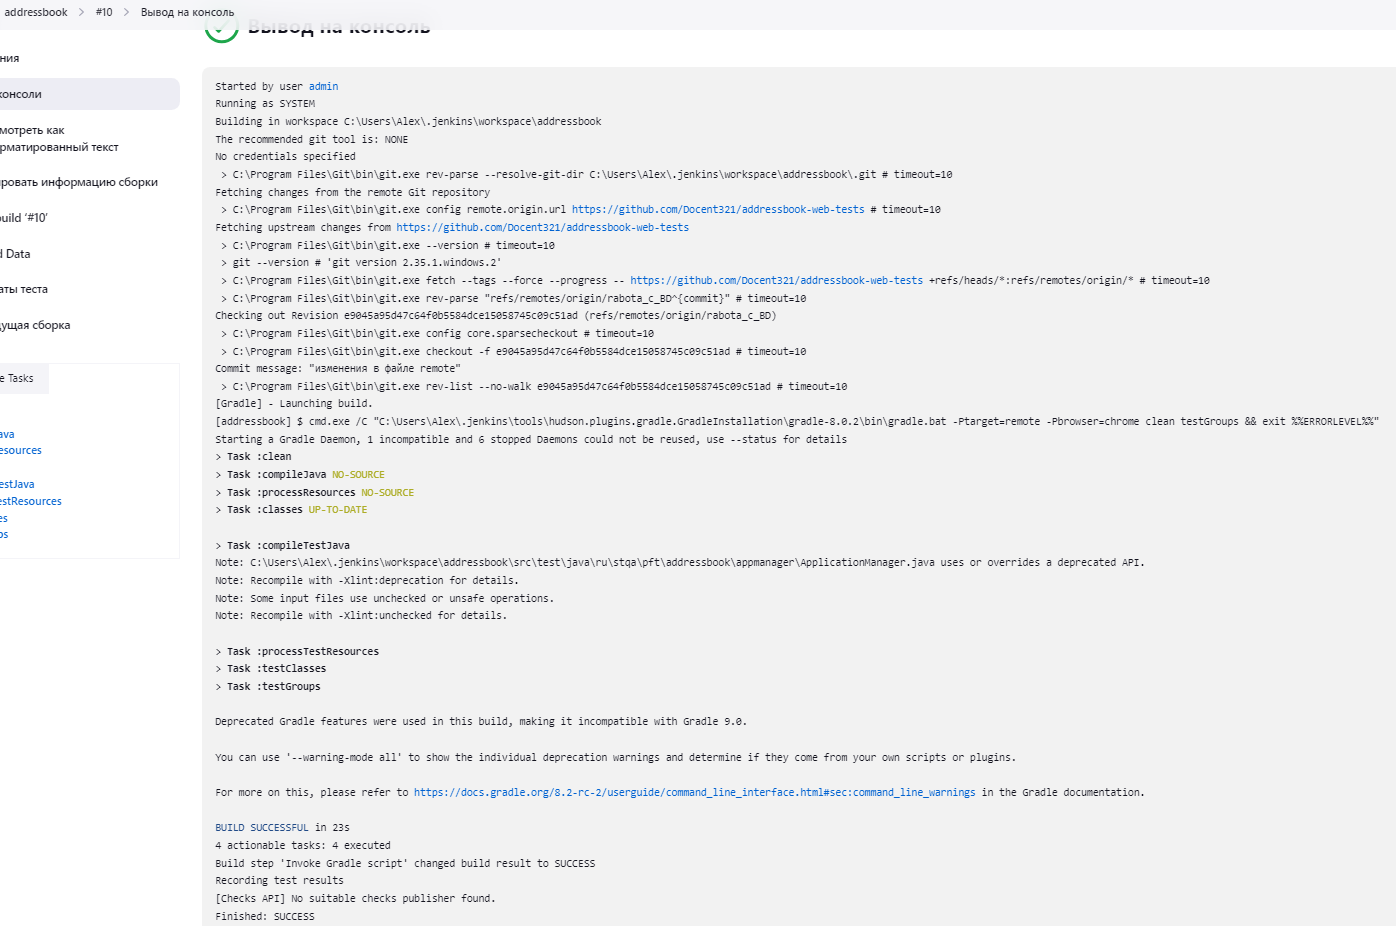 addressbook > #10 > Вывод на консоль
Вывод на консоль
ния
консоли
мотреть как
рматированный текст
ровать информацию сборки
uild ‘#10’
d Data
аты теста
ущая сборка
e Tasks
ava
esources
estJava
estResources
es
ps
Started by user admin
Running as SYSTEM
Building in workspace C:\Users\Alex\.jenkins\workspace\addressbook
The recommended git tool is: NONE
No credentials specified
> C:\Program Files\Git\bin\git.exe rev-parse --resolve-git-dir C:\Users\Alex\.jenkins\workspace\addressbook\.git # timeout=10
Fetching changes from the remote Git repository
> C:\Program Files\Git\bin\git.exe config remote.origin.url https://github.com/Docent321/addressbook-web-tests # timeout=10
Fetching upstream changes from https://github.com/Docent321/addressbook-web-tests
> C:\Program Files\Git\bin\git.exe --version # timeout=10
> git --version # 'git version 2.35.1.windows.2'
> C:\Program Files\Git\bin\git.exe fetch --tags --force --progress -- https://github.com/Docent321/addressbook-web-tests +refs/heads/*:refs/remotes/origin/* # timeout=10
> C:\Program Files\Git\bin\git.exe rev-parse "refs/remotes/origin/rabota_c_BD^{commit}" # timeout=10
Checking out Revision e9045a95d47c64f0b5584dce15058745c09c51ad (refs/remotes/origin/rabota_c_BD)
> C:\Program Files\Git\bin\git.exe config core.sparsecheckout # timeout=10
> C:\Program Files\Git\bin\git.exe checkout -f e9045a95d47c64f0b5584dce15058745c09c51ad # timeout=10
Commit message: "изменения в файле remote"
> C:\Program Files\Git\bin\git.exe rev-list --no-walk e9045a95d47c64f0b5584dce15058745c09c51ad # timeout=10
[Gradle] - Launching build.
[addressbook] $ cmd.exe /C "C:\Users\Alex\.jenkins\tools\hudson.plugins.gradle.GradleInstallation\gradle-8.0.2\bin\gradle.bat -Ptarget=remote -Pbrowser=chrome clean testGroups && exit %%ERRORLEVEL%%"
Starting a Gradle Daemon, 1 incompatible and 6 stopped Daemons could not be reused, use --status for details
> Task :clean
> Task :compileJava NO-SOURCE
> Task :processResources NO-SOURCE
> Task :classes UP-TO-DATE
> Task :compileTestJava
Note: C:\Users\Alex\.jenkins\workspace\addressbook\src\test\java\ru\stqa\pft\addressbook\appmanager\ApplicationManager.java uses or overrides a deprecated API.
Note: Recompile with -Xlint:deprecation for details.
Note: Some input files use unchecked or unsafe operations.
Note: Recompile with -Xlint:unchecked for details.
> Task :processTestResources
> Task :testClasses
> Task :testGroups
Deprecated Gradle features were used in this build, making it incompatible with Gradle 9.0.
You can use '--warning-mode all' to show the individual deprecation warnings and determine if they come from your own scripts or plugins.
For more on this, please refer to https://docs.gradle.org/8.2-rc-2/userguide/command_line_interface.html#sec:command_line_warnings in the Gradle documentation.
BUILD SUCCESSFUL in 23s
4 actionable tasks: 4 executed
Build step 'Invoke Gradle script' changed build result to SUCCESS
Recording test results
[Checks API] No suitable checks publisher found.
Finished: SUCCESS